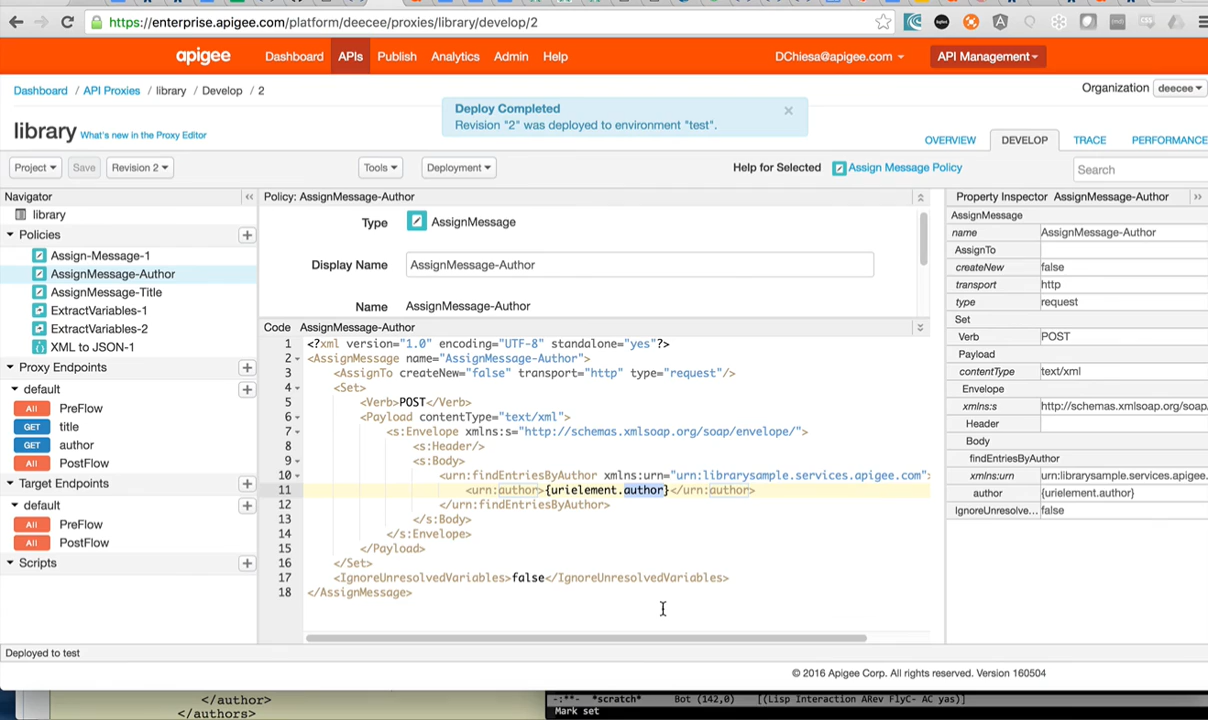 https://enterprise.apigee.com/platform/deecee/proxies/library/develop/2
apigee Dashboard APIs Publish Analytics Admin Help DChiesa@apigee.com API Management
Dashboard / API Proxies / library / Develop / 2
Organization deecee
Deploy Completed
Revision "2" was deployed to environment "test".
library What's new in the Proxy Editor
OVERVIEW DEVELOP TRACE PERFORMANCE
Project Save Revision 2 Tools Deployment Help for Selected Assign Message Policy Search
Navigator
library
Policies
Assign-Message-1
AssignMessage-Author
AssignMessage-Title
ExtractVariables-1
ExtractVariables-2
XML to JSON-1
Proxy Endpoints
default
All PreFlow
GET title
GET author
All PostFlow
Target Endpoints
default
All PreFlow
All PostFlow
Scripts
Policy: AssignMessage-Author
Type AssignMessage
Display Name AssignMessage-Author
Name AssignMessage-Author
Code AssignMessage-Author
1 <?xml version="1.0" encoding="UTF-8" standalone="yes"?>
2 <AssignMessage name="AssignMessage-Author">
3 <AssignTo createNew="false" transport="http" type="request"/>
4 <Set>
5 <Verb>POST</Verb>
6 <Payload contentType="text/xml">
7 <s:Envelope xmlns:s="http://schemas.xmlsoap.org/soap/envelope/">
8 <s:Header/>
9 <s:Body>
10 <urn:findEntriesByAuthor xmlns:urn="urn:librarysample.services.apigee.com">
11 <urn:author>{urielement.author}</urn:author>
12 </urn:findEntriesByAuthor>
13 </s:Body>
14 </s:Envelope>
15 </Payload>
16 </Set>
17 <IgnoreUnresolvedVariables>false</IgnoreUnresolvedVariables>
18 </AssignMessage>
Property Inspector AssignMessage-Author
AssignMessage
name AssignMessage-Author
AssignTo
createNew false
transport http
type request
Set
Verb POST
Payload
contentType text/xml
Envelope
xmlns:s http://schemas.xmlsoap.org/soap.
Header
Body
findEntriesByAuthor
xmlns:urn urn:librarysample.services.apigee.
author {urielement.author}
IgnoreUnresolve... false
Deployed to test
© 2016 Apigee Corp. All rights reserved. Version 160504
</author>
</authors>
-:**- *scratch* Bot (142,0) [(Lisp Interaction ARev FlyC- AC yas)]
Mark set